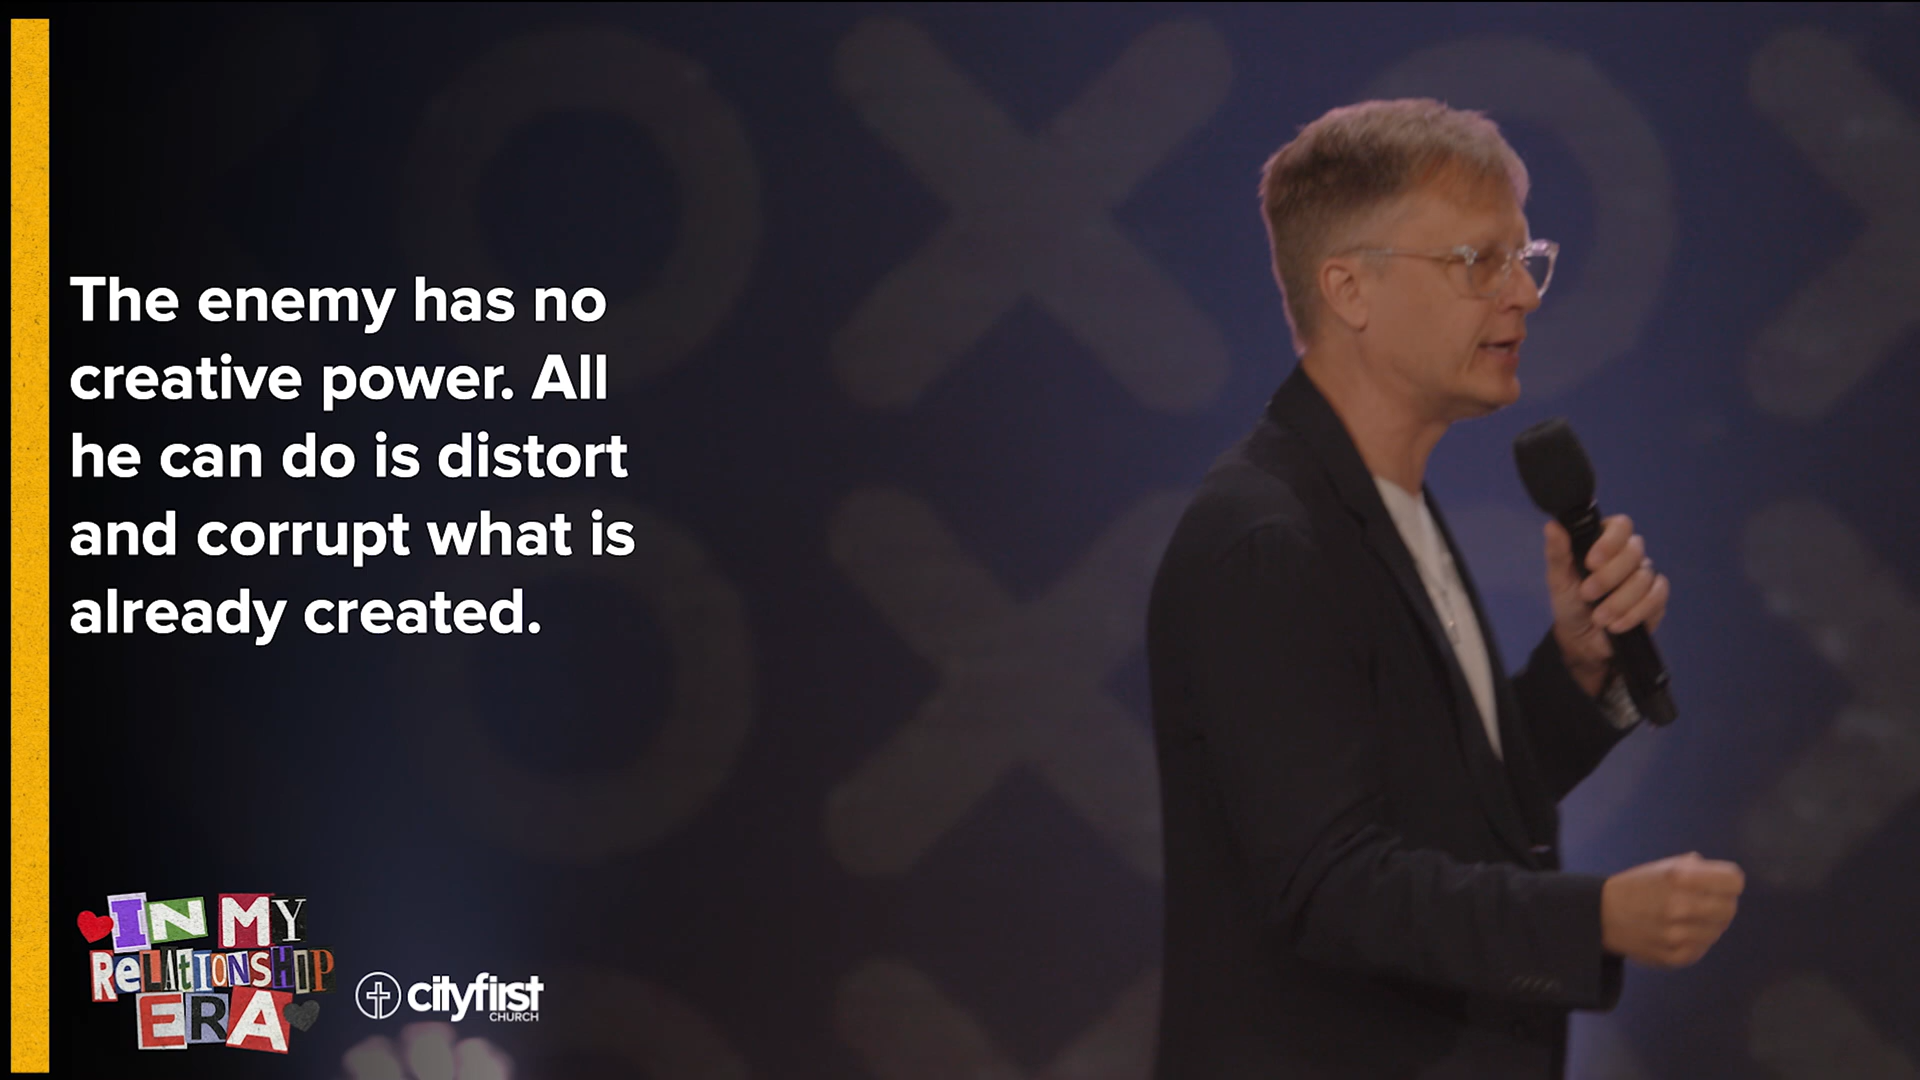 The enemy has no
creative power. All
he can do is distort
and corrupt what is
already created.
IN MY
RELATIONSHIP
ERA
cityfirst
CHURCH